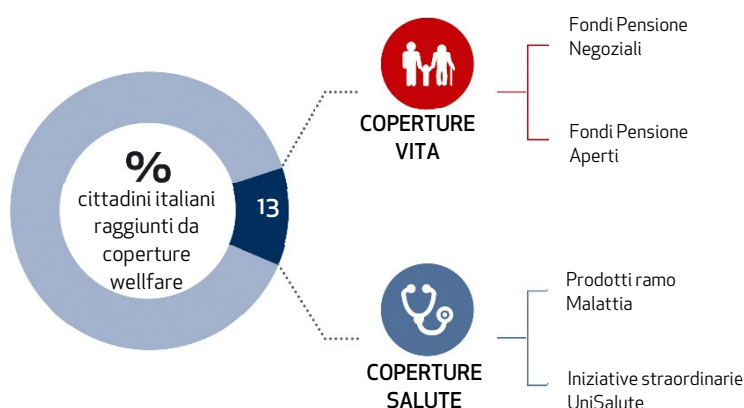 %
cittadini italiani
raggiunti da
coperture
wellfare
13
COPERTURE
VITA
Fondi Pensione
Negoziali
Fondi Pensione
Aperti
COPERTURE
SALUTE
Prodotti ramo
Malattia
Iniziative straordinarie
UniSalute